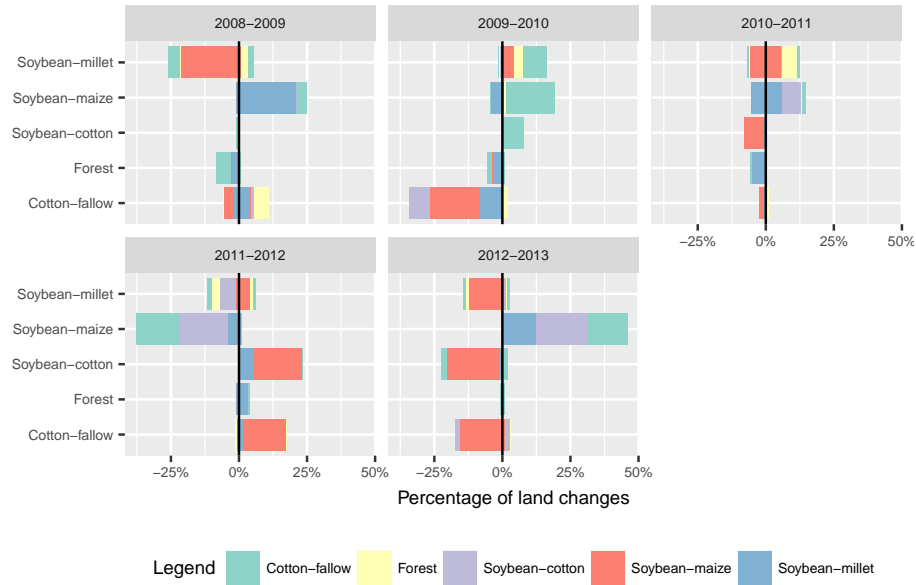 2008−2009 2009−2010 2010−2011
Soybean−millet
Soybean−maize
Soybean−cotton
Forest
Cotton−fallow
−25% 0% 25% 50%
2011−2012 2012−2013
Soybean−millet
Soybean−maize
Soybean−cotton
Forest
Cotton−fallow
−25% 0% 25% 50% −25% 0% 25% 50%
Percentage of land changes
Legend Cotton−fallow Forest Soybean−cotton Soybean−maize Soybean−millet